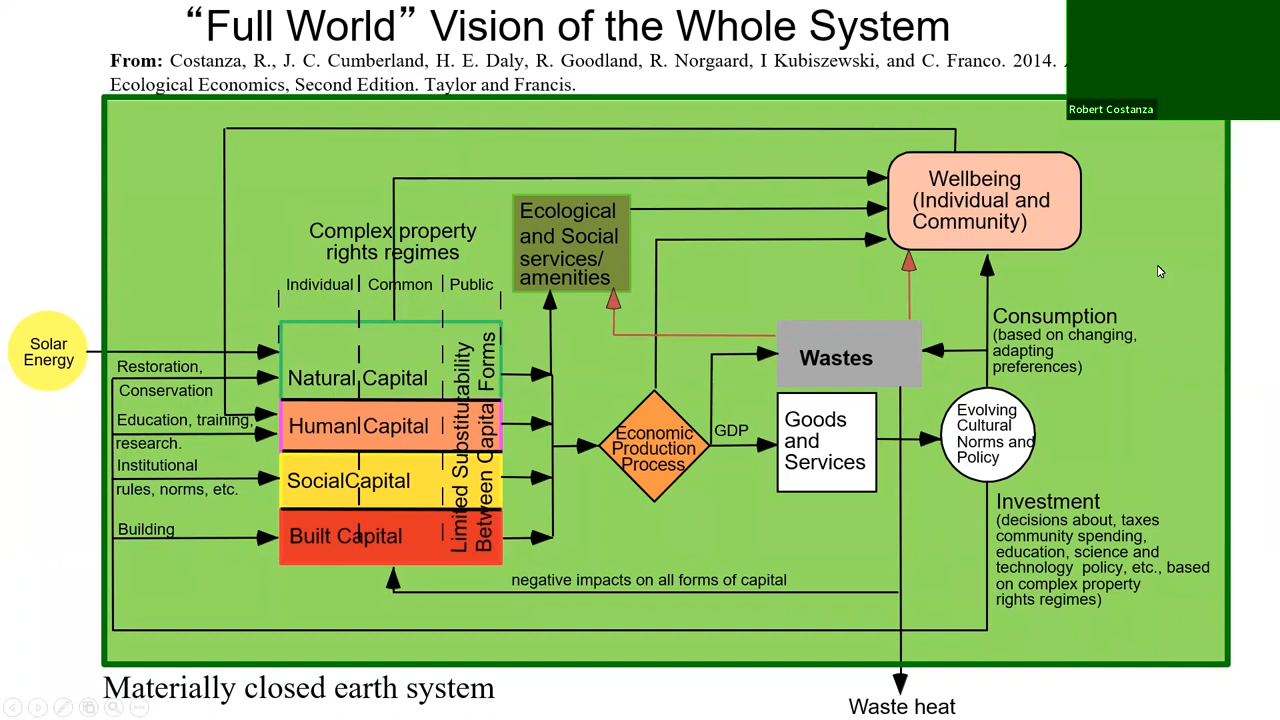 “Full World” Vision of the Whole System
From: Costanza, R., J. C. Cumberland, H. E. Daly, R. Goodland, R. Norgaard, I Kubiszewski, and C. Franco. 2014.
Ecological Economics, Second Edition. Taylor and Francis.
Robert Costanza
Wellbeing
(Individual and
Community)
Ecological
and Social
services/
amenities
Complex property
rights regimes
Individual
Common
Public
Solar
Energy
Restoration,
Conservation
Education, training,
research.
Institutional
rules, norms, etc.
Building
Natural Capital
Human Capital
SocialCapital
Built Capital
Limited Substitutability
Between Capital Forms
Economic
Production
Process
GDP
Wastes
Goods
and
Services
Consumption
(based on changing,
adapting
preferences)
Evolving
Cultural
Norms and
Policy
Investment
(decisions about, taxes
community spending,
education, science and
technology policy, etc., based
on complex property
rights regimes)
negative impacts on all forms of capital
Materially closed earth system
Waste heat